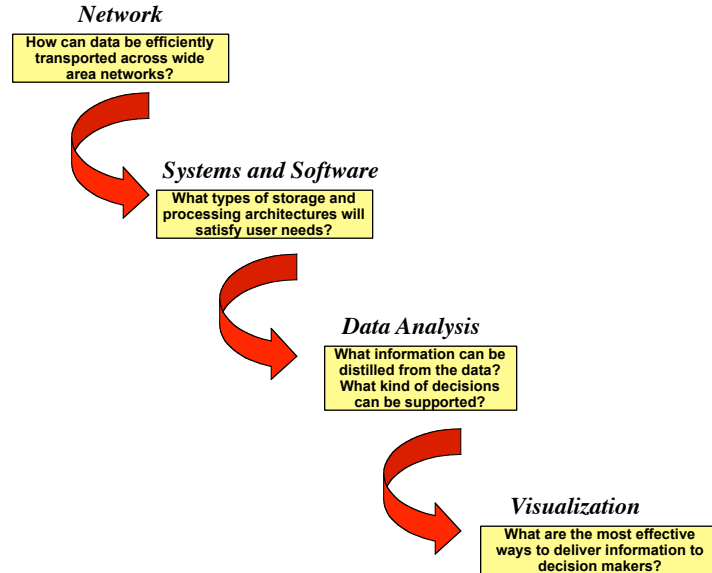 Network
How can data be efficiently
transported across wide
area networks?
Systems and Software
What types of storage and
processing architectures will
satisfy user needs?
Data Analysis
What information can be
distilled from the data?
What kind of decisions
can be supported?
Visualization
What are the most effective
ways to deliver information to
decision makers?